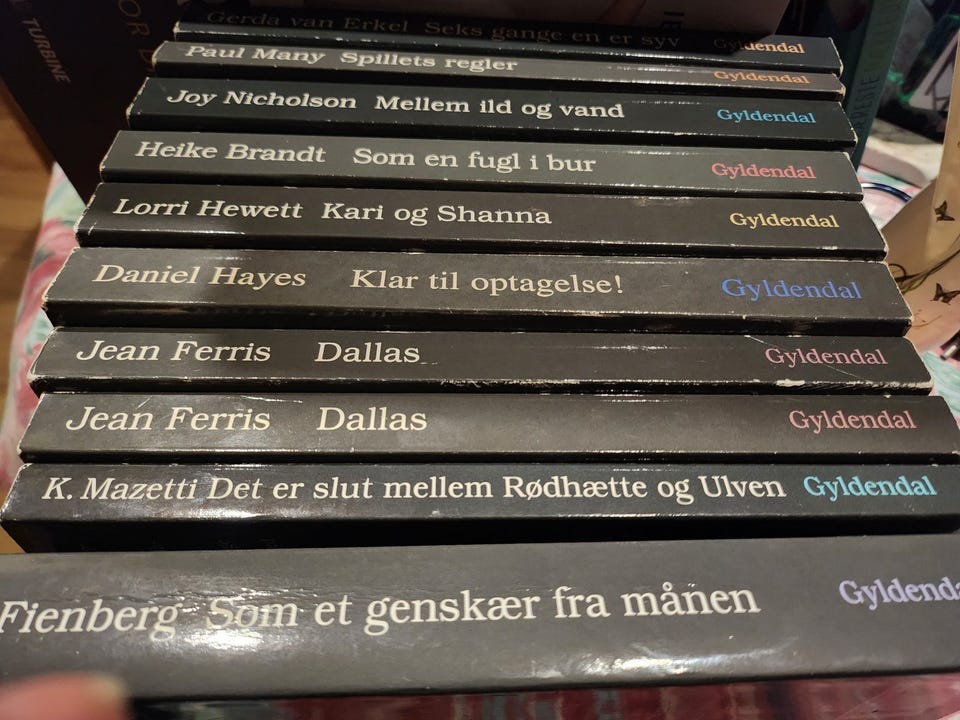 TURBINE
Gerda van Erkel Seks gange en er syv Gyldendal
Paul Many Spillets regler Gyldendal
Joy Nicholson Mellem ild og vand Gyldendal
Heike Brandt Som en fugl i bur Gyldendal
Lorri Hewett Kari og Shanna Gyldendal
Daniel Hayes Klar til optagelse! Gyldendal
Jean Ferris Dallas Gyldendal
Jean Ferris Dallas Gyldendal
K. Mazetti Det er slut mellem Rødhætte og Ulven Gyldendal
Fienberg Som et genskær fra månen Gyldenda